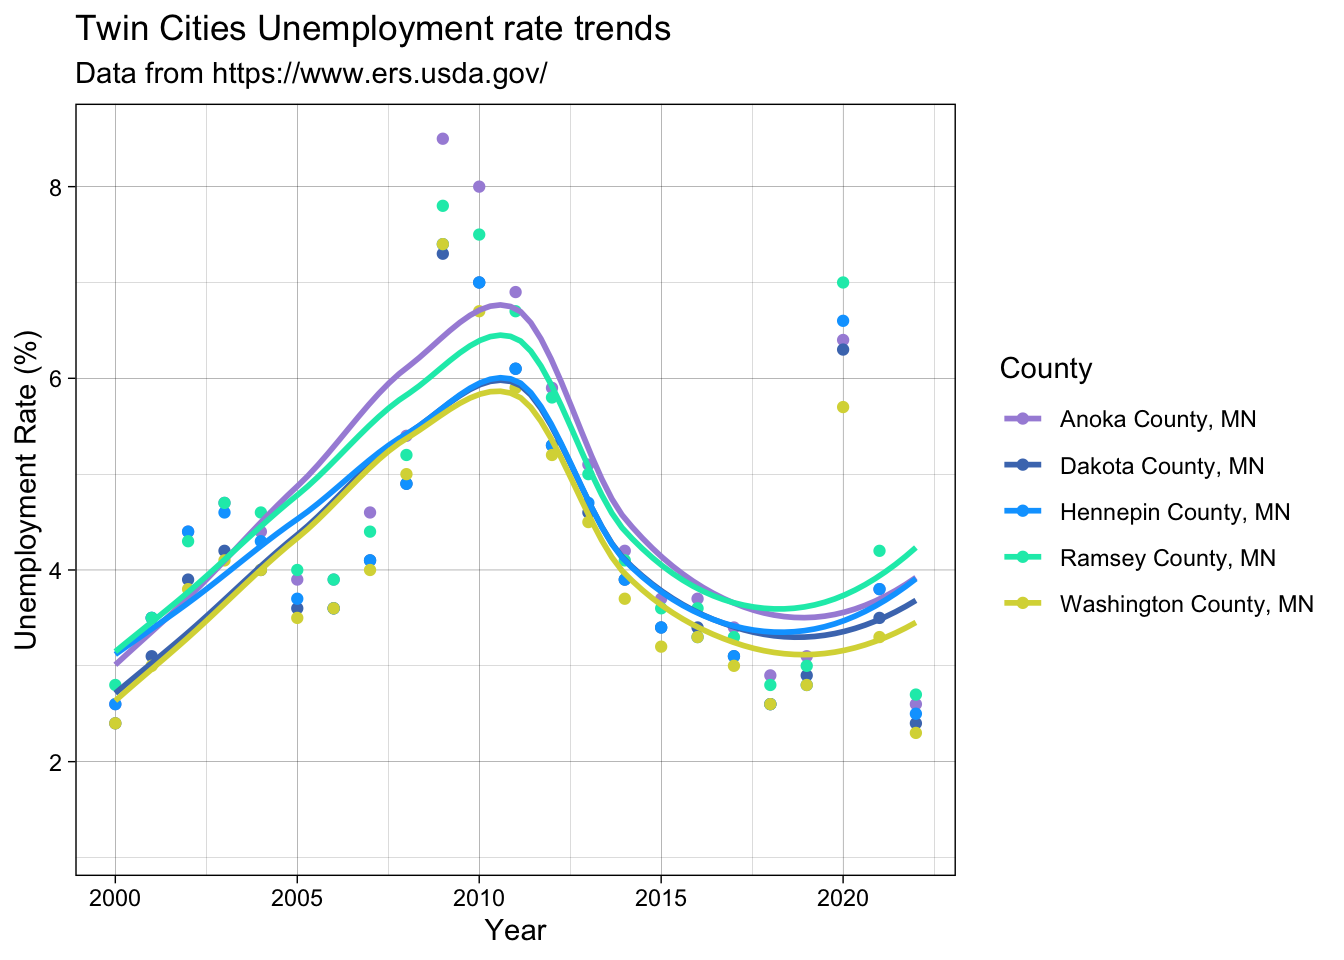 Twin Cities Unemployment rate trends
Data from https://www.ers.usda.gov/
8
6
4
2
Unemployment Rate (%)
2000 2005 2010 2015 2020
Year
County
Anoka County, MN
Dakota County, MN
Hennepin County, MN
Ramsey County, MN
Washington County, MN